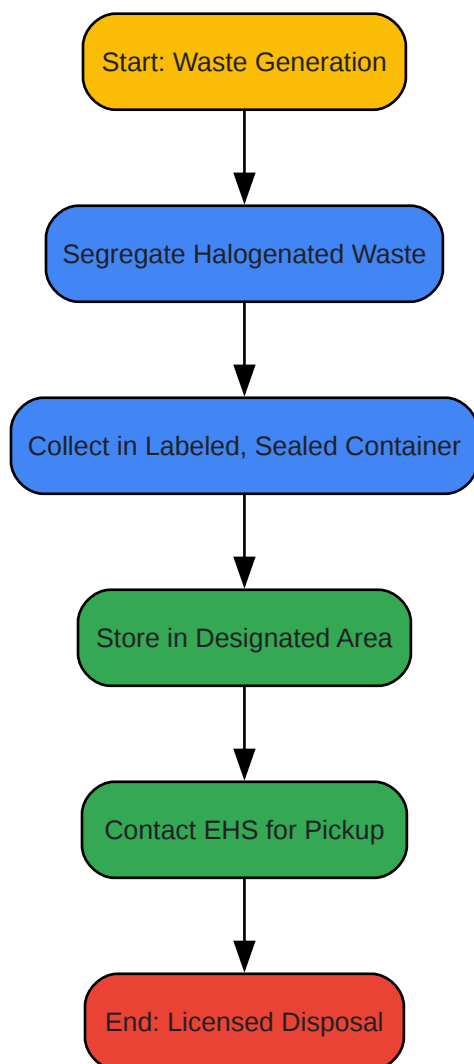 Start: Waste Generation
Segregate Halogenated Waste
Collect in Labeled, Sealed Container
Store in Designated Area
Contact EHS for Pickup
End: Licensed Disposal